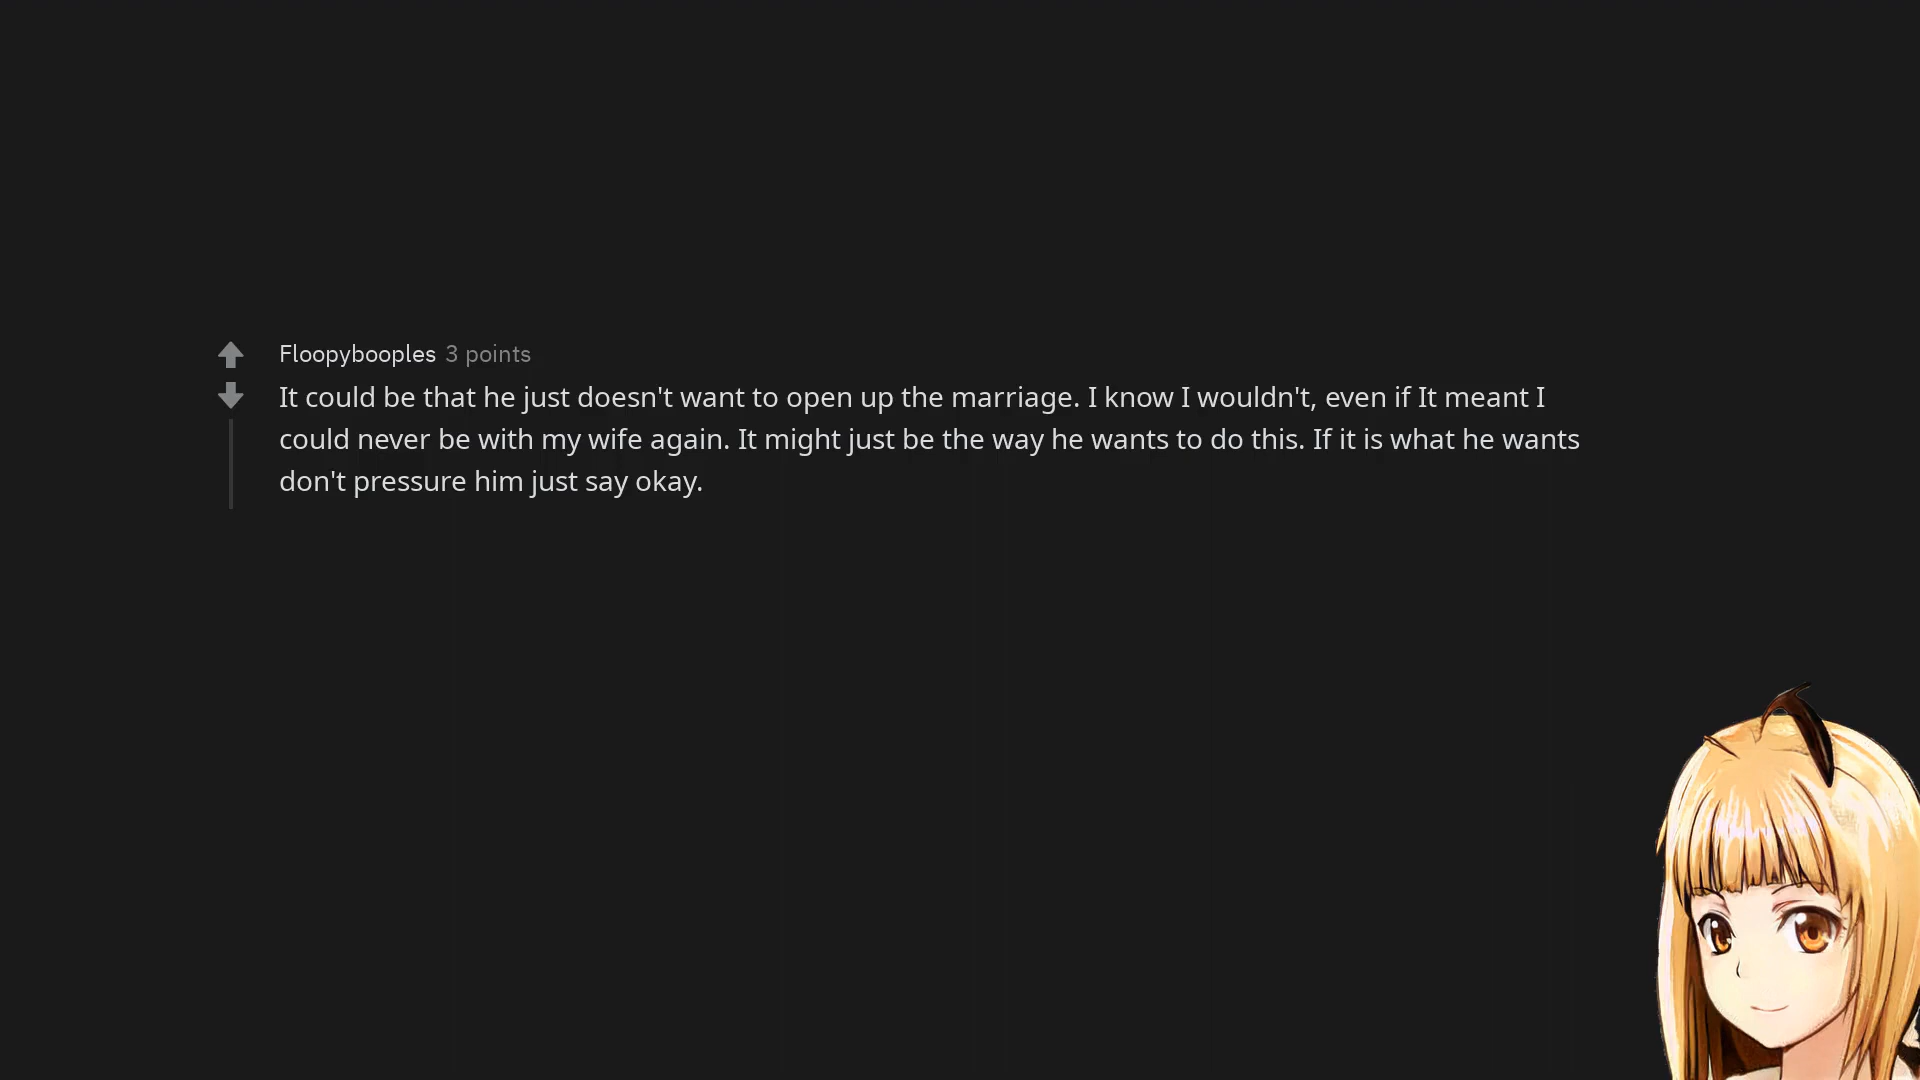 Floopybooples 3 points
It could be that he just doesn't want to open up the marriage. I know I wouldn't, even if It meant I
could never be with my wife again. It might just be the way he wants to do this. If it is what he wants
don't pressure him just say okay.